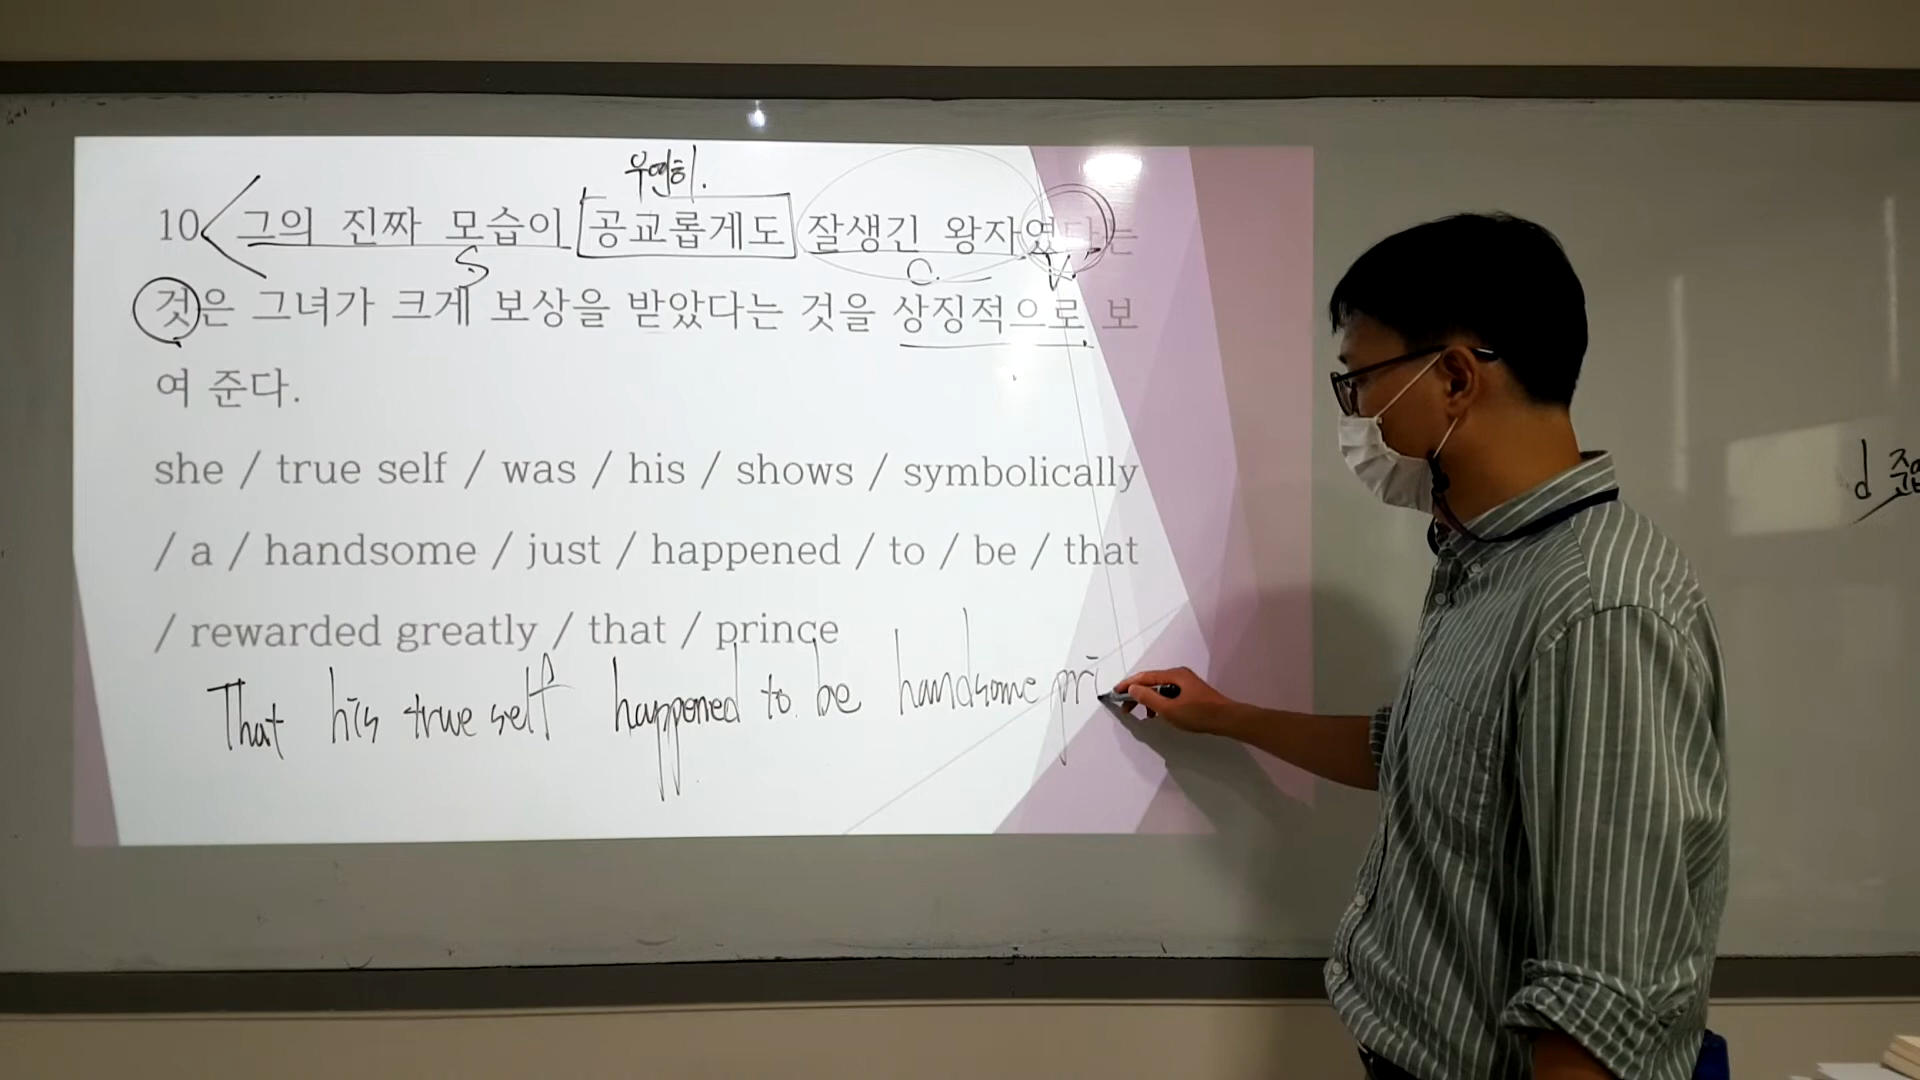 우연히.
10 그의 진짜 모습이 공교롭게도 잘생긴 왕자였다는
S O. V.
것은 그녀가 크게 보상을 받았다는 것을 상징적으로 보
여 준다.
she / true self / was / his / shows / symbolically
/ a / handsome / just / happened / to / be / that
/ rewarded greatly / that / prince
That his true self happened to be handsome pri
d